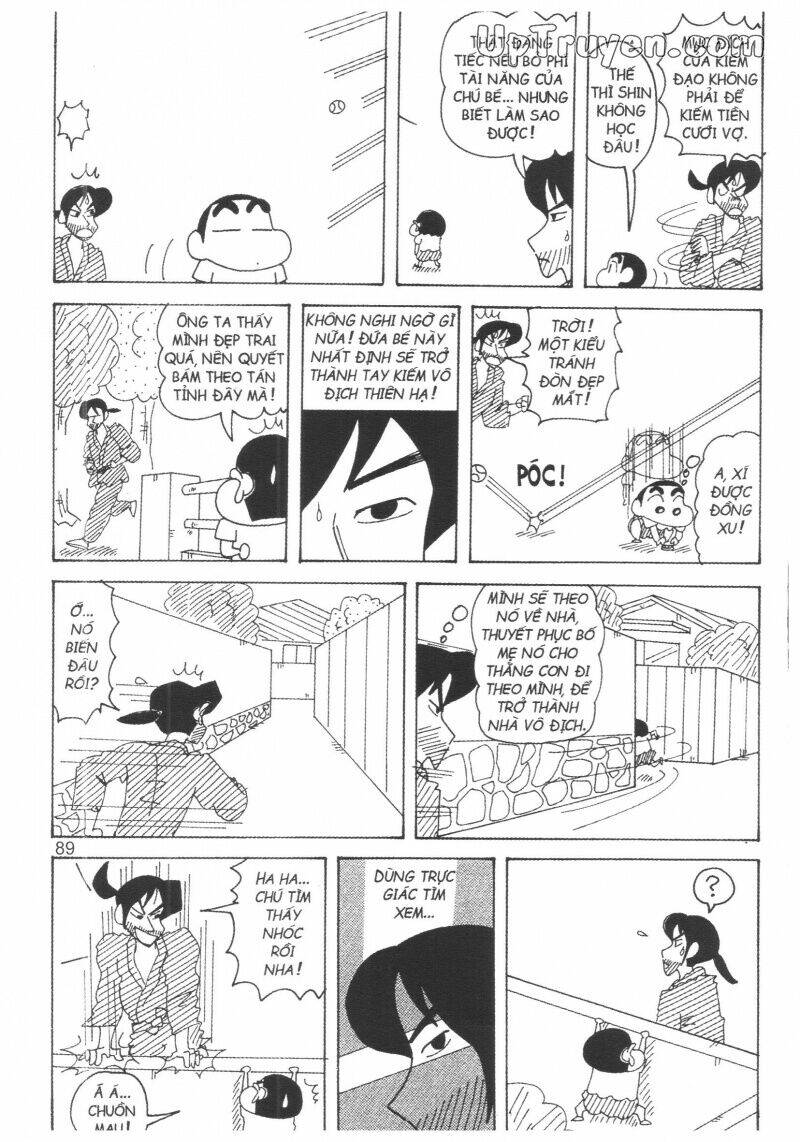 UpTruyen.com
MỤC ĐÍCH
CỦA KIẾM
ĐẠO KHÔNG
PHẢI ĐỂ
KIẾM TIỀN
CƯỚI VỢ.
THẾ
THÌ SHIN
KHÔNG
HỌC
ĐÂU!
THẬT ĐÁNG
TIẾC NẾU BỎ PHÍ
TÀI NĂNG CỦA
CHÚ BÉ... NHƯNG
BIẾT LÀM SAO
ĐƯỢC!
TRỜI!
MỘT KIỂU
TRÁNH
ĐÒN ĐẸP
MẮT!
PÓC!
A, XÍ
ĐƯỢC
ĐỒNG
XU!
KHÔNG NGHI NGỜ GÌ
NỮA! ĐỨA BÉ NÀY
NHẤT ĐỊNH SẼ TRỞ
THÀNH TAY KIẾM VÔ
ĐỊCH THIÊN HẠ!
ÔNG TA THẤY
MÌNH ĐẸP TRAI
QUÁ, NÊN QUYẾT
BÁM THEO TÁN
TỈNH ĐÂY MÀ!
MÌNH SẼ THEO
NÓ VỀ NHÀ,
THUYẾT PHỤC BỐ
MẸ NÓ CHO
THẰNG CON ĐI
THEO MÌNH, ĐỂ
TRỞ THÀNH
NHÀ VÔ ĐỊCH.
Ớ...
NÓ
BIẾN
ĐÂU
RỒI?
89
?
DÙNG TRỰC
GIÁC TÌM
XEM...
HA HA...
CHÚ TÌM
THẤY
NHÓC
RỒI
NHA!
Ã Á...
CHUỒN
MAU!